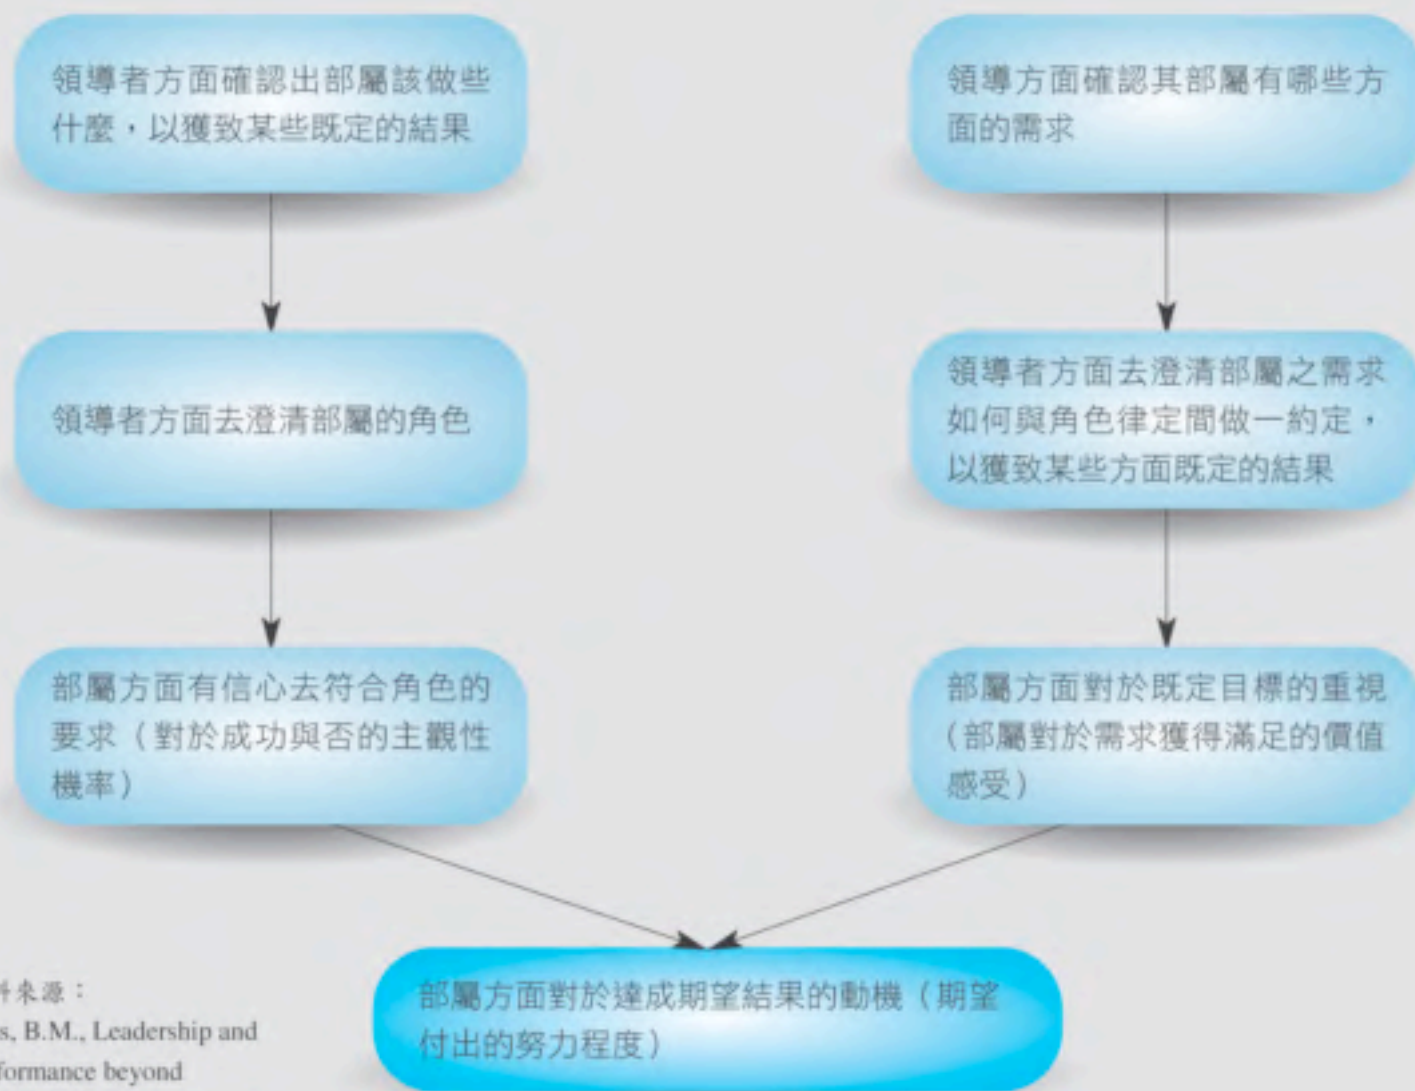 領導者方面確認出部屬該做些
什麼，以獲致某些既定的結果
領導方面確認其部屬有哪些方
面的需求
領導者方面去澄清部屬的角色
領導者方面去澄清部屬之需求
如何與角色律定間做一約定，
以獲致某些方面既定的結果
部屬方面有信心去符合角色的
要求（對於成功與否的主觀性
機率）
部屬方面對於既定目標的重視
（部屬對於需求獲得滿足的價值
感受）
部屬方面對於達成期望結果的動機（期望
付出的努力程度）
來源：
B.M., Leadership and
formance beyond